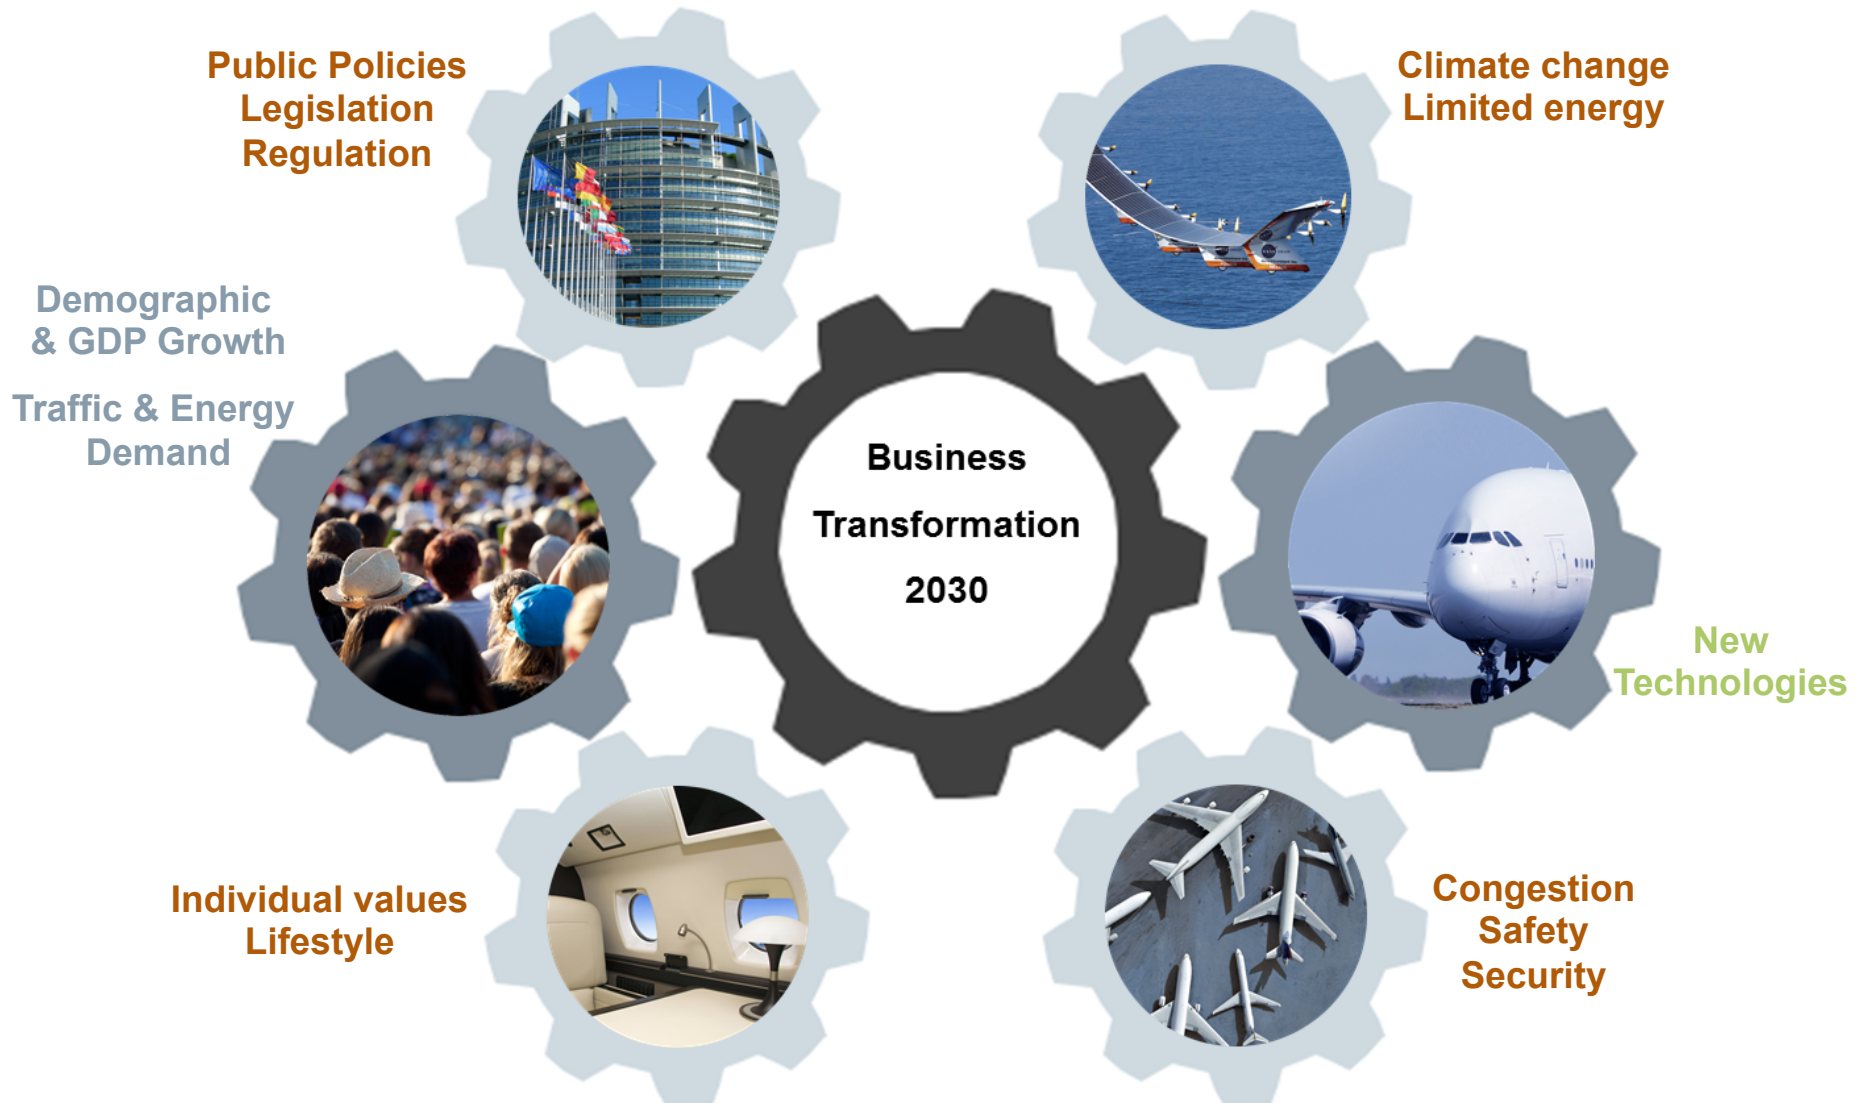 Public Policies
Legislation
Regulation
Climate change
Limited energy
Demographic
& GDP Growth
Traffic & Energy
Demand
Business
Transformation
2030
New
Technologies
Individual values
Lifestyle
Congestion
Safety
Security